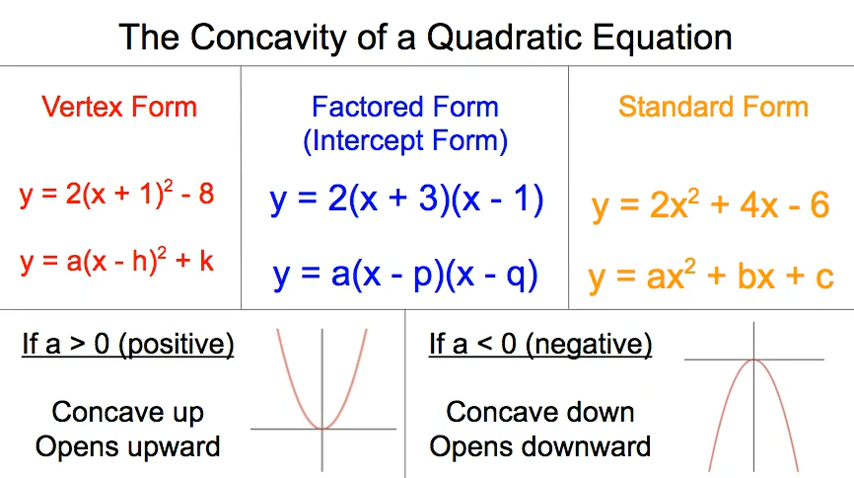 The Concavity of a Quadratic Equation
Vertex Form
y = 2(x + 1)² - 8
y = a(x - h)² + k
Factored Form
(Intercept Form)
y = 2(x + 3)(x - 1)
y = a(x - p)(x - q)
Standard Form
y = 2x² + 4x - 6
y = ax² + bx + c
If a > 0 (positive)
Concave up
Opens upward
If a < 0 (negative)
Concave down
Opens downward